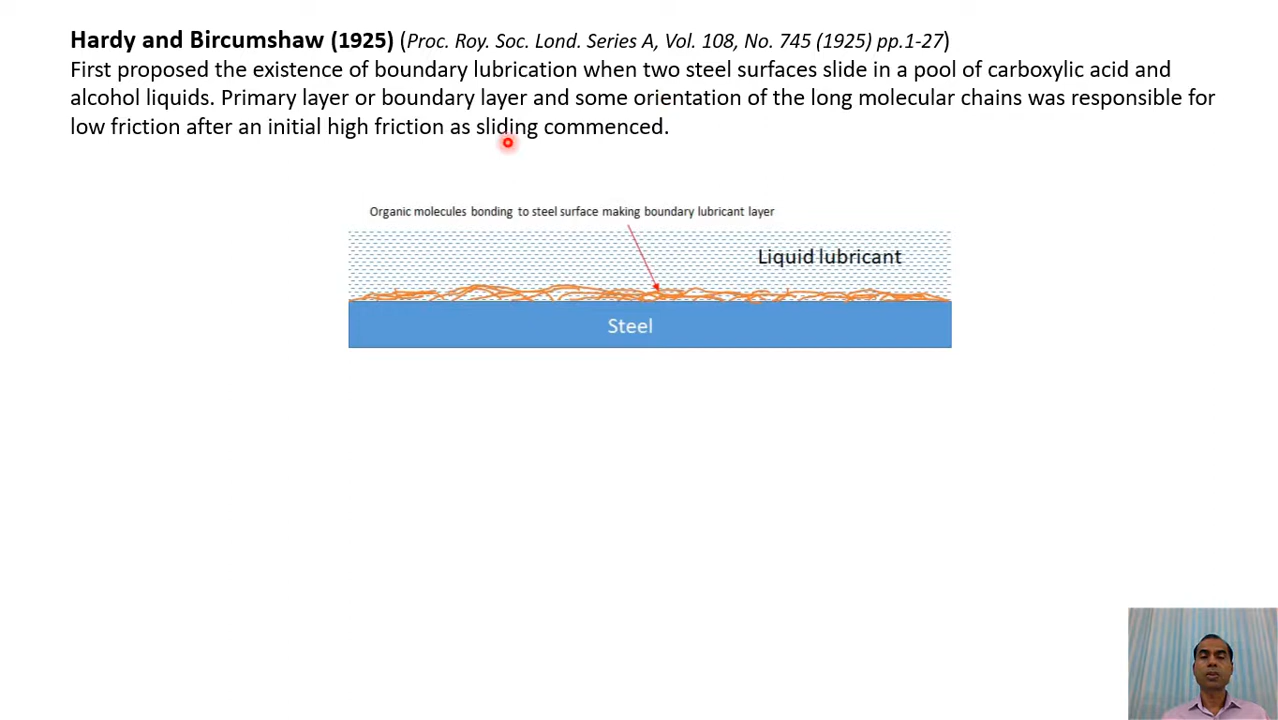 Hardy and Bircumshaw (1925) (Proc. Roy. Soc. Lond. Series A, Vol. 108, No. 745 (1925) pp.1-27)
First proposed the existence of boundary lubrication when two steel surfaces slide in a pool of carboxylic acid and
alcohol liquids. Primary layer or boundary layer and some orientation of the long molecular chains was responsible for
low friction after an initial high friction as sliding commenced.
Organic molecules bonding to steel surface making boundary lubricant layer
Liquid lubricant
Steel